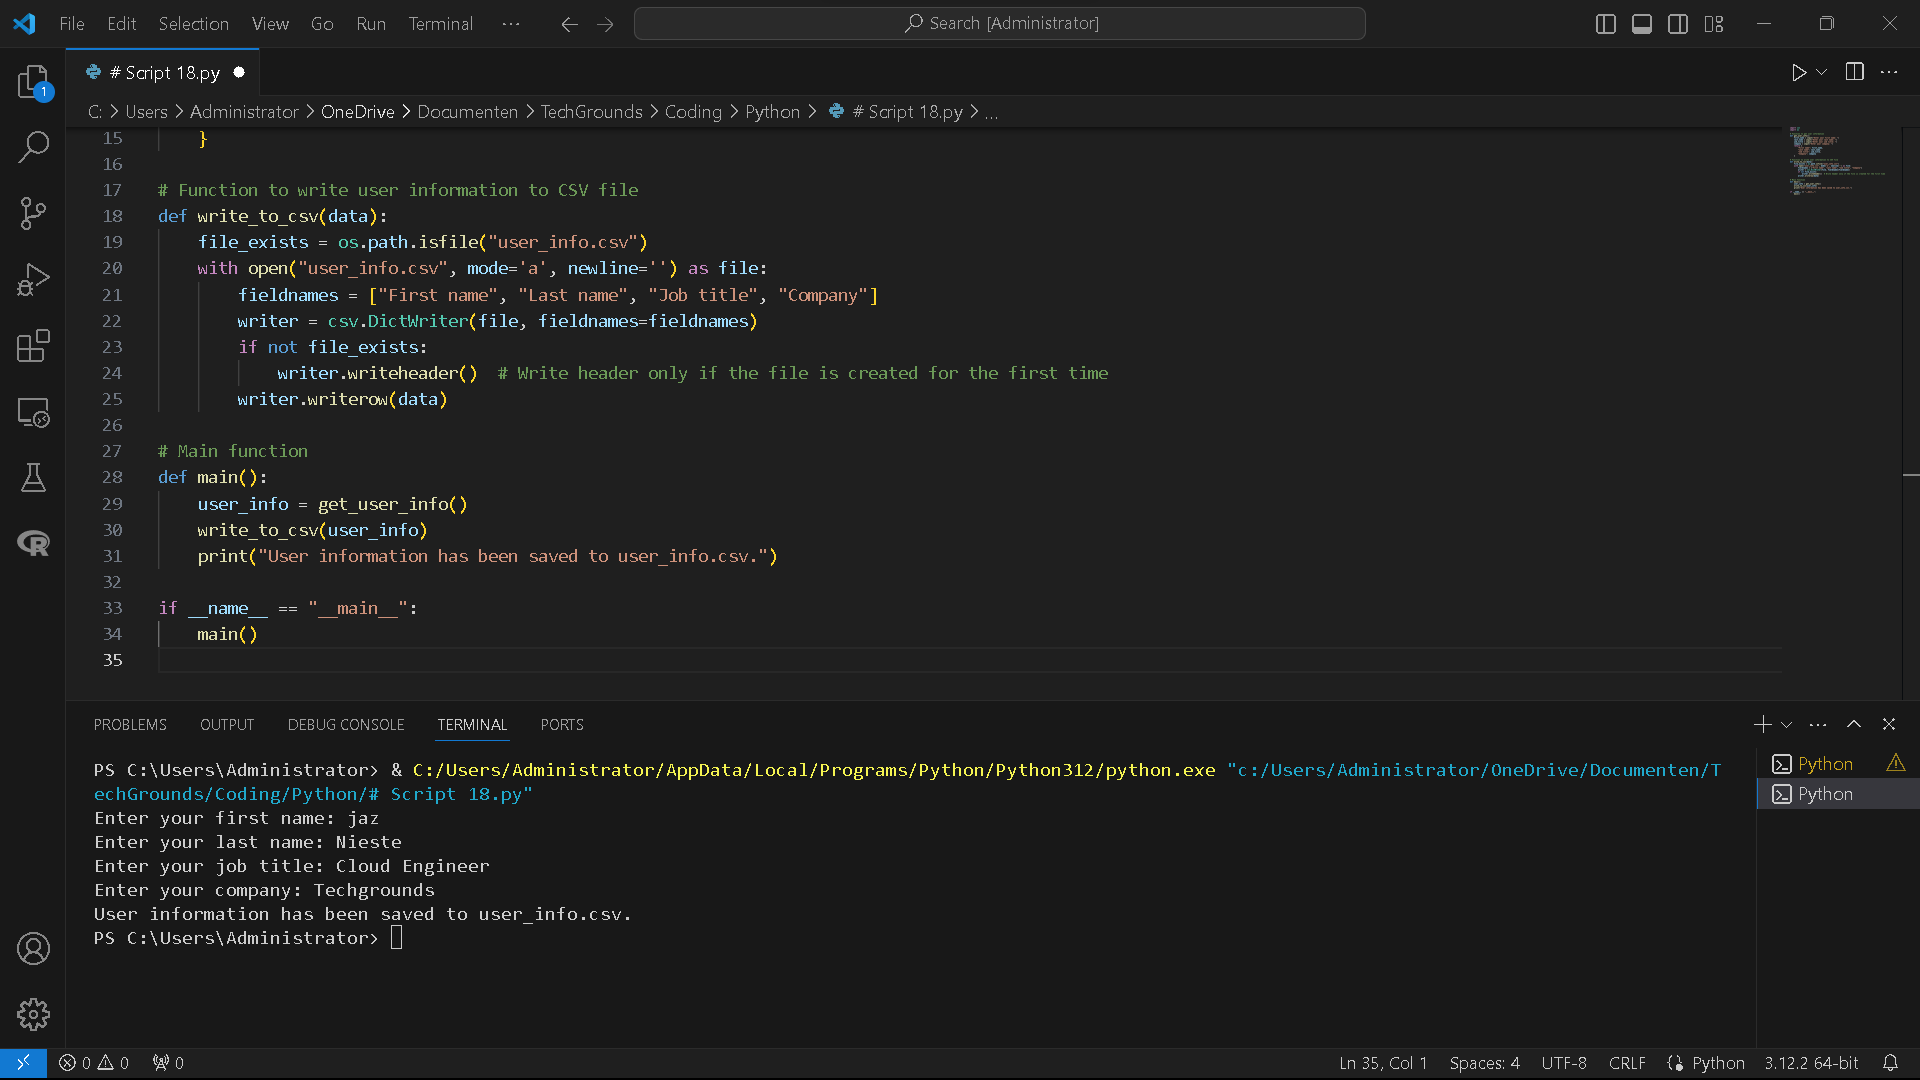 File Edit Selection View Go Run Terminal ... Search [Administrator]
# Script 18.py
1
C: > Users > Administrator > OneDrive > Documenten > TechGrounds > Coding > Python > # Script 18.py > ...
15 }
16
17 # Function to write user information to CSV file
18 def write_to_csv(data):
19 file_exists = os.path.isfile("user_info.csv")
20 with open("user_info.csv", mode='a', newline='') as file:
21 fieldnames = ["First name", "Last name", "Job title", "Company"]
22 writer = csv.DictWriter(file, fieldnames=fieldnames)
23 if not file_exists:
24 writer.writeheader()  # Write header only if the file is created for the first time
25 writer.writerow(data)
26
27 # Main function
28 def main():
29 user_info = get_user_info()
30 write_to_csv(user_info)
31 print("User information has been saved to user_info.csv.")
32
33 if __name__ == "__main__":
34 main()
35
PROBLEMS OUTPUT DEBUG CONSOLE TERMINAL PORTS
PS C:\Users\Administrator> & C:/Users/Administrator/AppData/Local/Programs/Python/Python312/python.exe "c:/Users/Administrator/OneDrive/Documenten/T
echGrounds/Coding/Python/# Script 18.py"
Enter your first name: jaz
Enter your last name: Nieste
Enter your job title: Cloud Engineer
Enter your company: Techgrounds
User information has been saved to user_info.csv.
PS C:\Users\Administrator>
Python
Python
0 0 0 Ln 35, Col 1 Spaces: 4 UTF-8 CRLF Python 3.12.2 64-bit